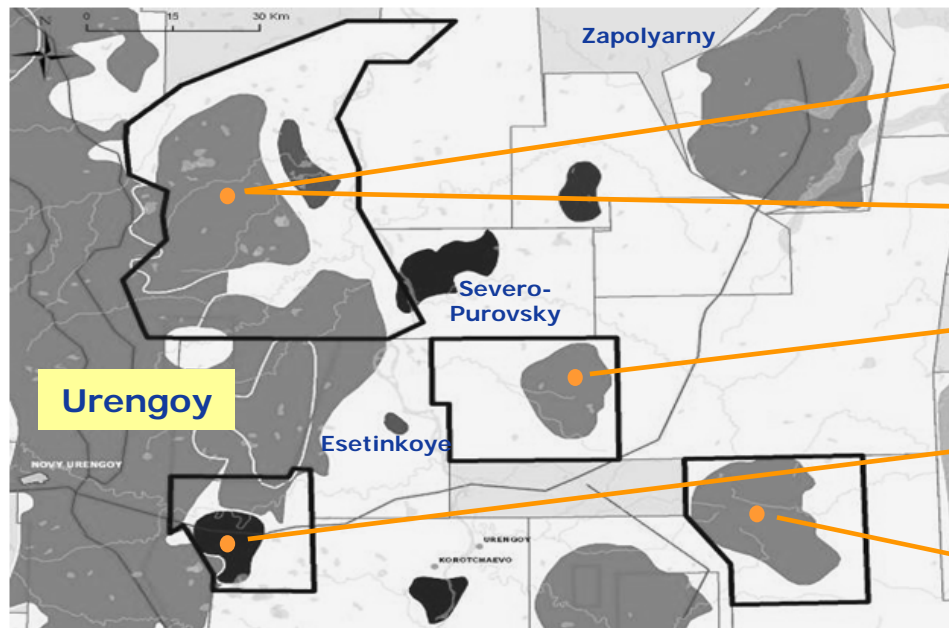 N
0 15 30 Km
Zapolyarny
Severo-
Purovsky
Urengoy
Esetinkoye
NOVY URENGOY
URENGOY
KOROTCHAEVO